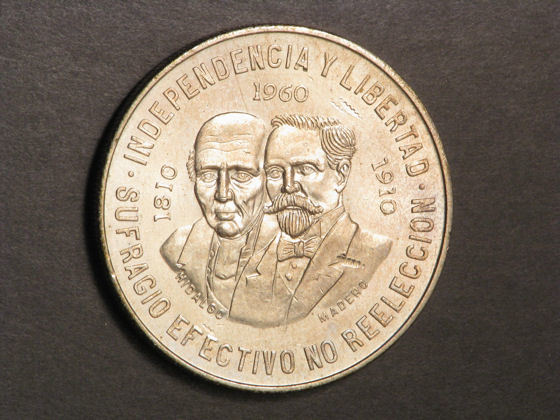 INDEPENDENCIA Y LIBERTAD
1960
1810
1910
HIDALGO
MADERO
· SUFRAGIO EFECTIVO NO REELECCION ·